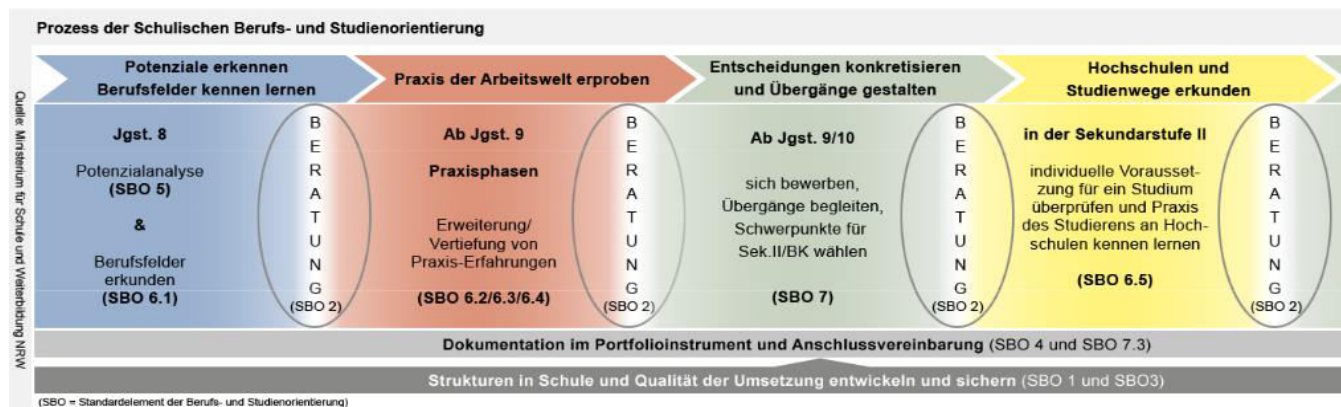 Prozess der Schulischen Berufs- und Studienorientierung
Potenziale erkennen
Berufsfelder kennen lernen
Praxis der Arbeitswelt erproben
Entscheidungen konkretisieren
und Übergänge gestalten
Hochschulen und
Studienwege erkunden
Quelle: Ministerium für Schule und Weiterbildung NRW
Jgst. 8
Potenzialanalyse
(SBO 5)
&
Berufsfelder
erkunden
(SBO 6.1)
BERATUNG
(SBO 2)
Ab Jgst. 9
Praxisphasen
Erweiterung/
Vertiefung von
Praxis-Erfahrungen
(SBO 6.2/6.3/6.4)
BERATUNG
(SBO 2)
Ab Jgst. 9/10
sich bewerben,
Übergänge begleiten,
Schwerpunkte für
Sek.II/BK wählen
(SBO 7)
BERATUNG
(SBO 2)
in der Sekundarstufe II
individuelle Vorausset-
zung für ein Studium
überprüfen und Praxis
des Studierens an Hoch-
schulen kennen lernen
(SBO 6.5)
BERATUNG
(SBO 2)
Dokumentation im Portfolioinstrument und Anschlussvereinbarung (SBO 4 und SBO 7.3)
Strukturen in Schule und Qualität der Umsetzung entwickeln und sichern (SBO 1 und SBO3)
(SBO = Standardelement der Berufs- und Studienorientierung)